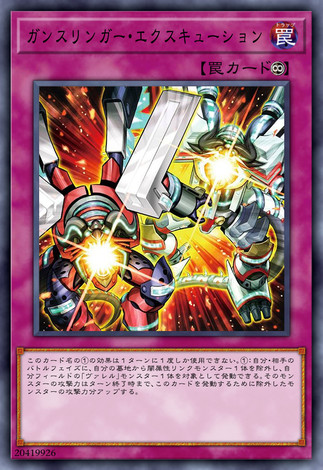 ガンスリンガー・エクスキューション
トラップ
罠
【罠カード】
このカード名の①の効果は1ターンに1度しか使用できない。①:自分・相手の
バトルフェイズに、自分の墓地から闇属性リンクモンスター1体を除外し、自
分フィールドの「ヴァレル」モンスター1体を対象として発動できる。そのモン
スターの攻撃力はターン終了時まで、このカードを発動するために除外したモ
ンスターの攻撃力分アップする。
20419926